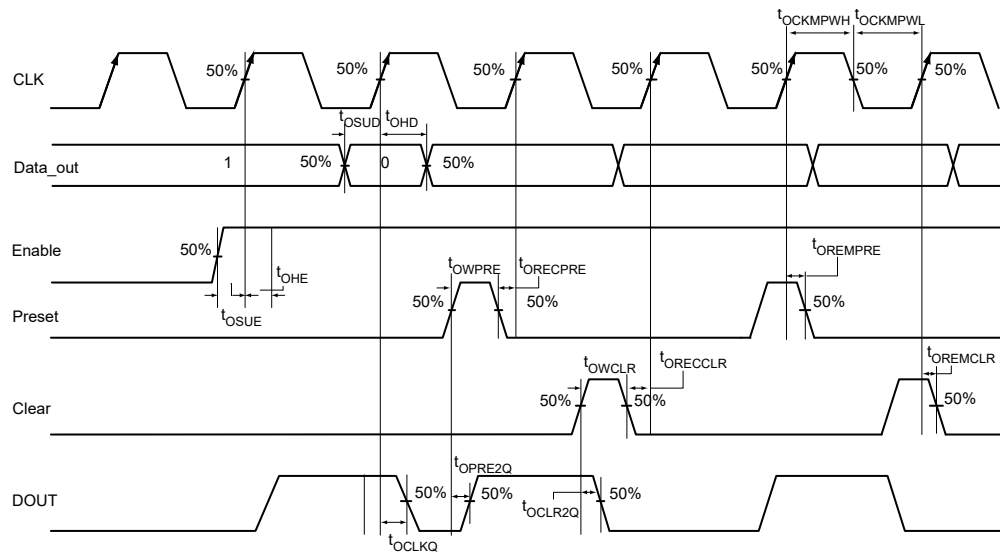 tOCKMPWH tOCKMPWL
CLK 50% 50% 50% 50% 50% 50% 50%
tOSUD tOHD
Data_out 1 50% 0 50%
Enable 50%
tOHE tOWPRE tORECPRE tOREMPRE
Preset 50% 50% 50%
tOSUE
tOWCLR tORECCLR tOREMCLR
Clear 50% 50% 50%
tOPRE2Q
DOUT 50% 50% 50%
tOCLR2Q
tOCLKQ